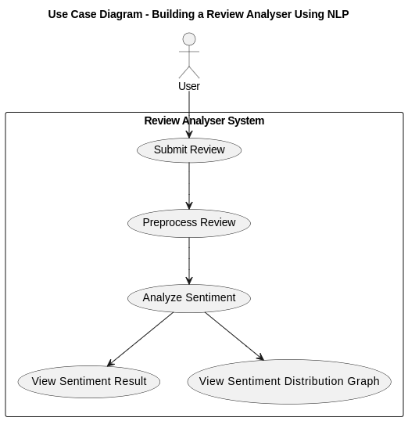 Use Case Diagram - Building a Review Analyser Using NLP
User
Review Analyser System
Submit Review
Preprocess Review
Analyze Sentiment
View Sentiment Result
View Sentiment Distribution Graph